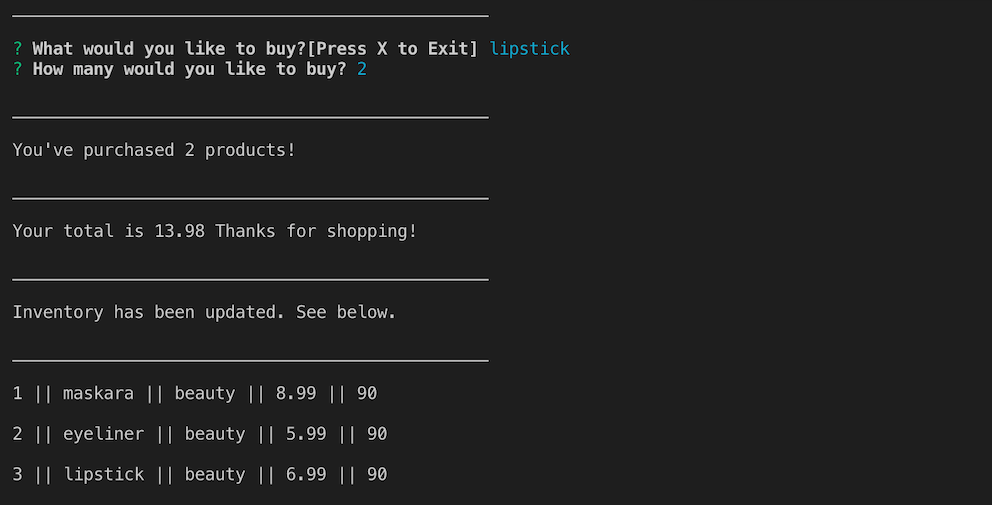 ? What would you like to buy?[Press X to Exit] lipstick
? How many would you like to buy? 2
You've purchased 2 products!
Your total is 13.98 Thanks for shopping!
Inventory has been updated. See below.
1 || maskara || beauty || 8.99 || 90
2 || eyeliner || beauty || 5.99 || 90
3 || lipstick || beauty || 6.99 || 90